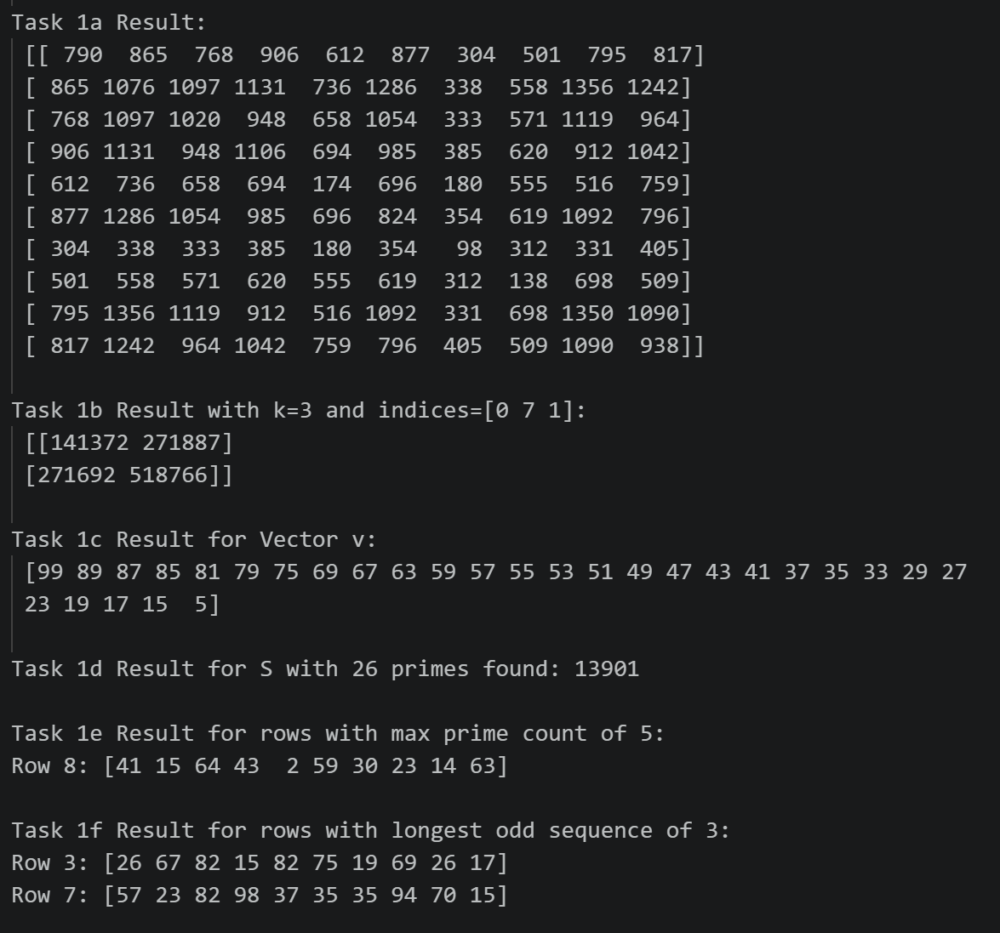 Task 1a Result:
[[ 790  865  768  906  612  877  304  501  795  817]
[ 865 1076 1097 1131  736 1286  338  558 1356 1242]
[ 768 1097 1020  948  658 1054  333  571 1119  964]
[ 906 1131  948 1106  694  985  385  620  912 1042]
[ 612  736  658  694  174  696  180  555  516  759]
[ 877 1286 1054  985  696  824  354  619 1092  796]
[ 304  338  333  385  180  354   98  312  331  405]
[ 501  558  571  620  555  619  312  138  698  509]
[ 795 1356 1119  912  516 1092  331  698 1350 1090]
[ 817 1242  964 1042  759  796  405  509 1090  938]]
Task 1b Result with k=3 and indices=[0 7 1]:
[[141372 271887]
[271692 518766]]
Task 1c Result for Vector v:
[99 89 87 85 81 79 75 69 67 63 59 57 55 53 51 49 47 43 41 37 35 33 29 27
23 19 17 15  5]
Task 1d Result for S with 26 primes found: 13901
Task 1e Result for rows with max prime count of 5:
Row 8: [41 15 64 43  2 59 30 23 14 63]
Task 1f Result for rows with longest odd sequence of 3:
Row 3: [26 67 82 15 82 75 19 69 26 17]
Row 7: [57 23 82 98 37 35 35 94 70 15]